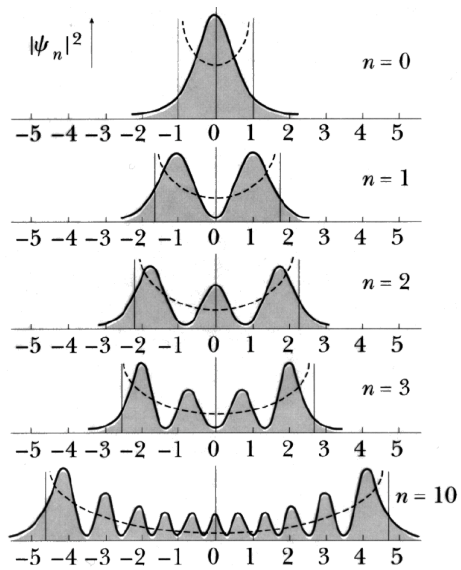 |ψn|²
n = 0
–5 –4 –3 –2 –1 0 1 2 3 4 5
n = 1
–5 –4 –3 –2 –1 0 1 2 3 4 5
n = 2
–5 –4 –3 –2 –1 0 1 2 3 4 5
n = 3
–5 –4 –3 –2 –1 0 1 2 3 4 5
n = 10
–5 –4 –3 –2 –1 0 1 2 3 4 5